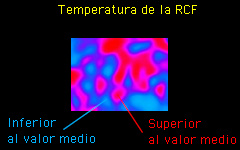 Temperatura de la RCF
Inferior
al valor medio
Superior
al valor medio